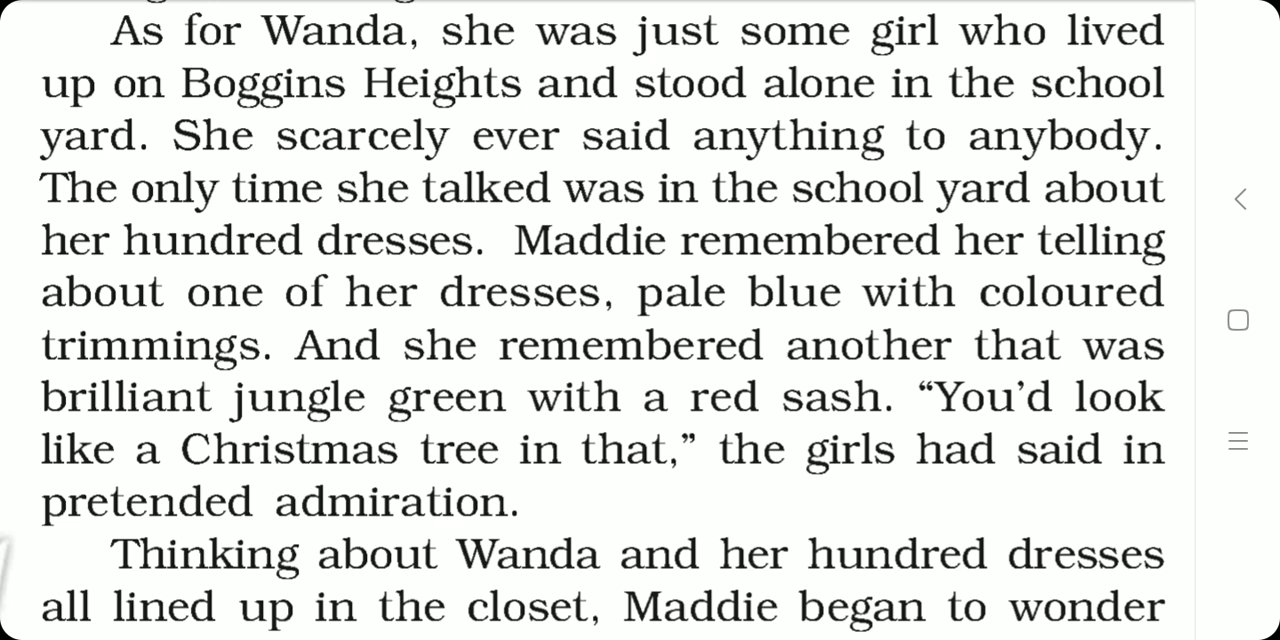 As for Wanda, she was just some girl who lived
up on Boggins Heights and stood alone in the school
yard. She scarcely ever said anything to anybody.
The only time she talked was in the school yard about
her hundred dresses. Maddie remembered her telling
about one of her dresses, pale blue with coloured
trimmings. And she remembered another that was
brilliant jungle green with a red sash. “You’d look
like a Christmas tree in that,” the girls had said in
pretended admiration.
Thinking about Wanda and her hundred dresses
all lined up in the closet, Maddie began to wonder